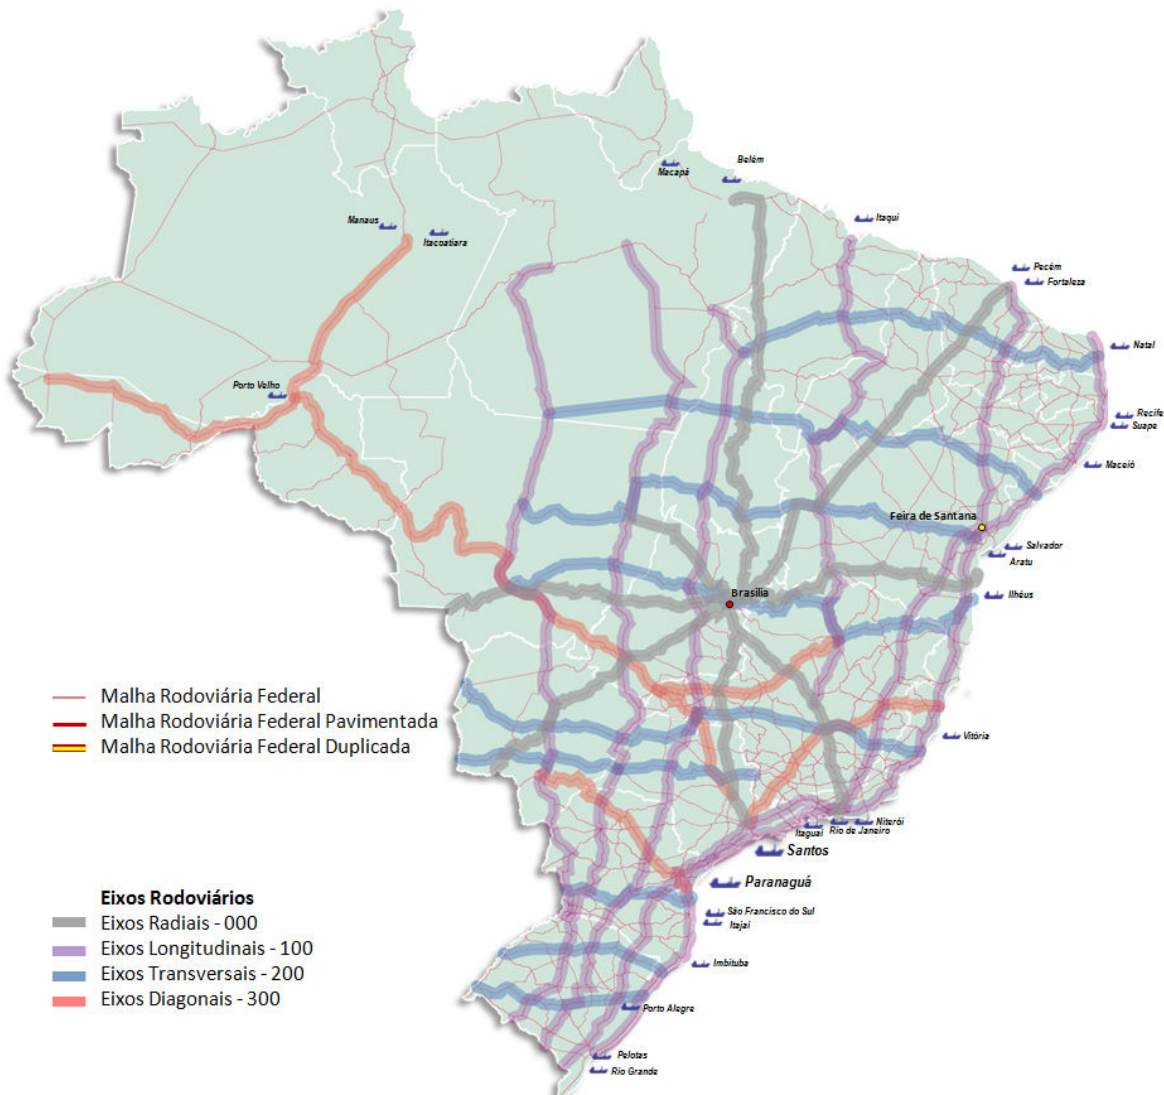 Belém
Macapá
Itaqui
Manaus
Itacoatiara
Pecém
Fortaleza
Natal
Porto Velho
Recife
Suape
Maceió
Feira de Santana
Salvador
Aratu
Brasília
Ilhéus
Malha Rodoviária Federal
Malha Rodoviária Federal Pavimentada
Malha Rodoviária Federal Duplicada
Vitória
Niterói
Itaguaí
Rio de Janeiro
Santos
Paranaguá
Eixos Rodoviários
Eixos Radiais - 000
Eixos Longitudinais - 100
Eixos Transversais - 200
Eixos Diagonais - 300
São Francisco do Sul
Itajaí
Imbituba
Porto Alegre
Pelotas
Rio Grande